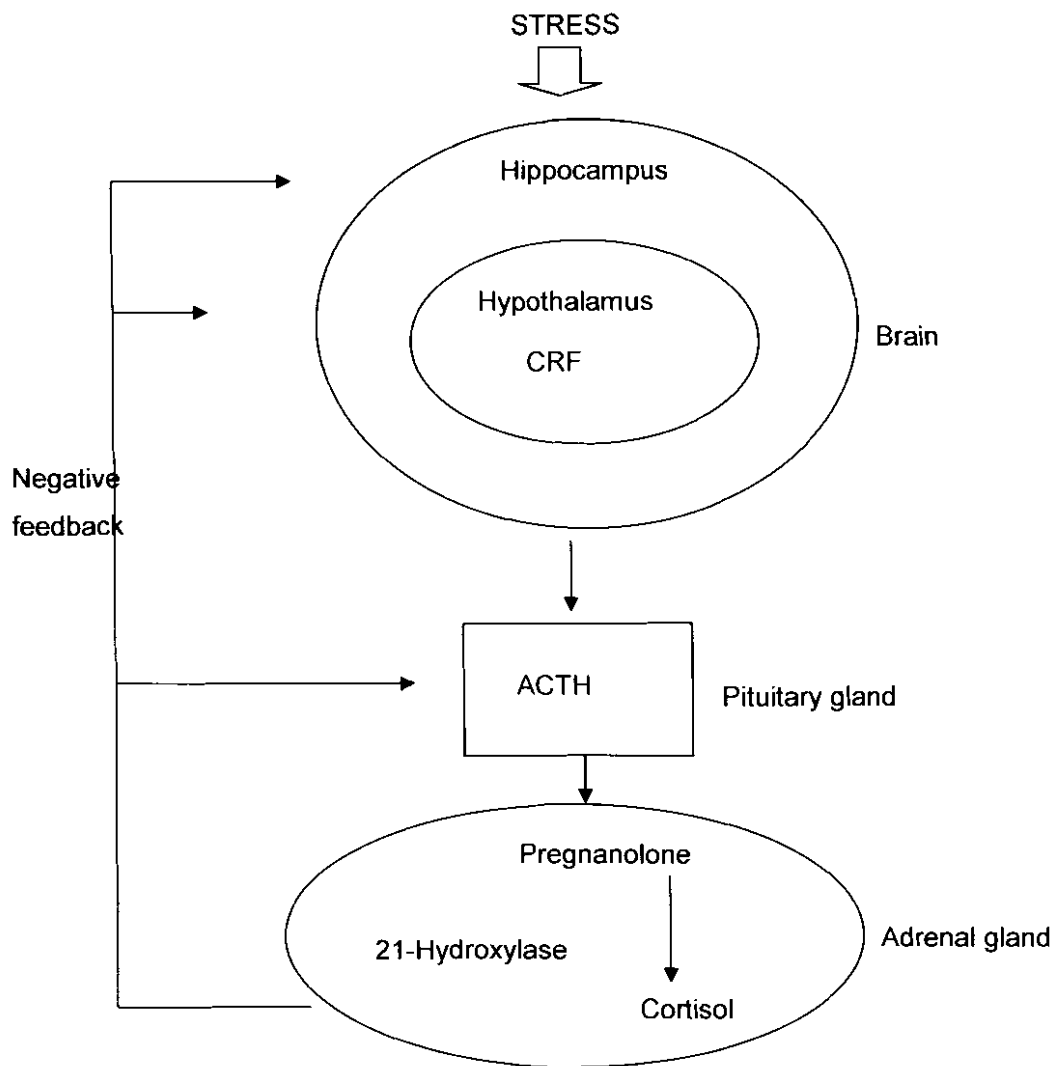 STRESS
Hippocampus
Hypothalamus
CRF
Brain
Negative
feedback
ACTH
Pituitary gland
Pregnanolone
21-Hydroxylase
Adrenal gland
Cortisol